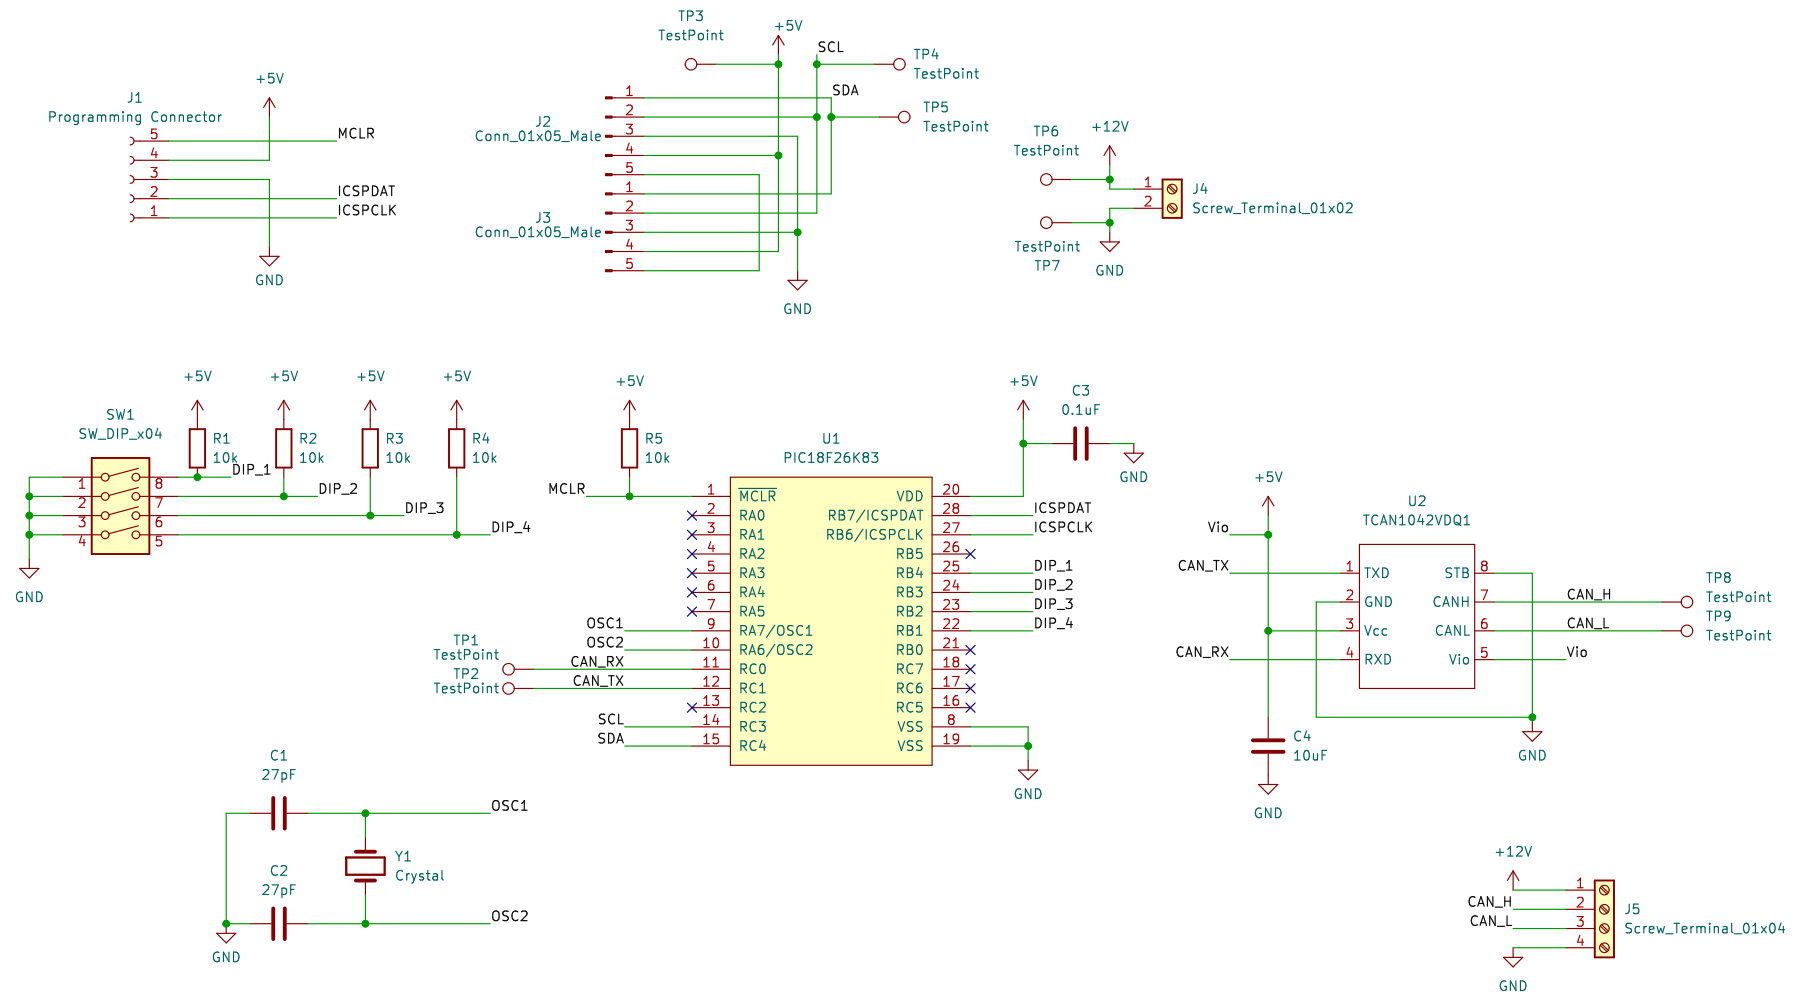 J1
Programming Connector
5
4
3
2
1
+5V
MCLR
ICSPDAT
ICSPCLK
GND
TP3
TestPoint
+5V
SCL
TP4
TestPoint
SDA
TP5
TestPoint
J2
Conn_01x05_Male
1
2
3
4
5
J3
Conn_01x05_Male
1
2
3
4
5
GND
TP6
TestPoint
+12V
1
2
J4
Screw_Terminal_01x02
TestPoint
TP7
GND
SW1
SW_DIP_x04
1
2
3
4
8
7
6
5
GND
+5V
R1
10k
DIP_1
+5V
R2
10k
DIP_2
+5V
R3
10k
DIP_3
+5V
R4
10k
DIP_4
+5V
R5
10k
MCLR
U1
PIC18F26K83
1 MCLR
2 RA0
3 RA1
4 RA2
5 RA3
6 RA4
7 RA5
OSC1 9 RA7/OSC1
OSC2 10 RA6/OSC2
TP1
TestPoint
CAN_RX 11 RC0
TP2
TestPoint
CAN_TX 12 RC1
13 RC2
SCL 14 RC3
SDA 15 RC4
VDD 20
RB7/ICSPDAT 28 ICSPDAT
RB6/ICSPCLK 27 ICSPCLK
RB5 26
RB4 25 DIP_1
RB3 24 DIP_2
RB2 23 DIP_3
RB1 22 DIP_4
RB0 21
RC7 18
RC6 17
RC5 16
VSS 8
VSS 19
GND
+5V
C3
0.1uF
GND
+5V
Vio
U2
TCAN1042VDQ1
CAN_TX 1 TXD
2 GND
3 Vcc
CAN_RX 4 RXD
STB 8
CANH 7 CAN_H
CANL 6 CAN_L
Vio 5 Vio
TP8
TestPoint
TP9
TestPoint
GND
C4
10uF
GND
C1
27pF
OSC1
Y1
Crystal
C2
27pF
OSC2
GND
+12V
1
CAN_H 2
CAN_L 3
4
J5
Screw_Terminal_01x04
GND